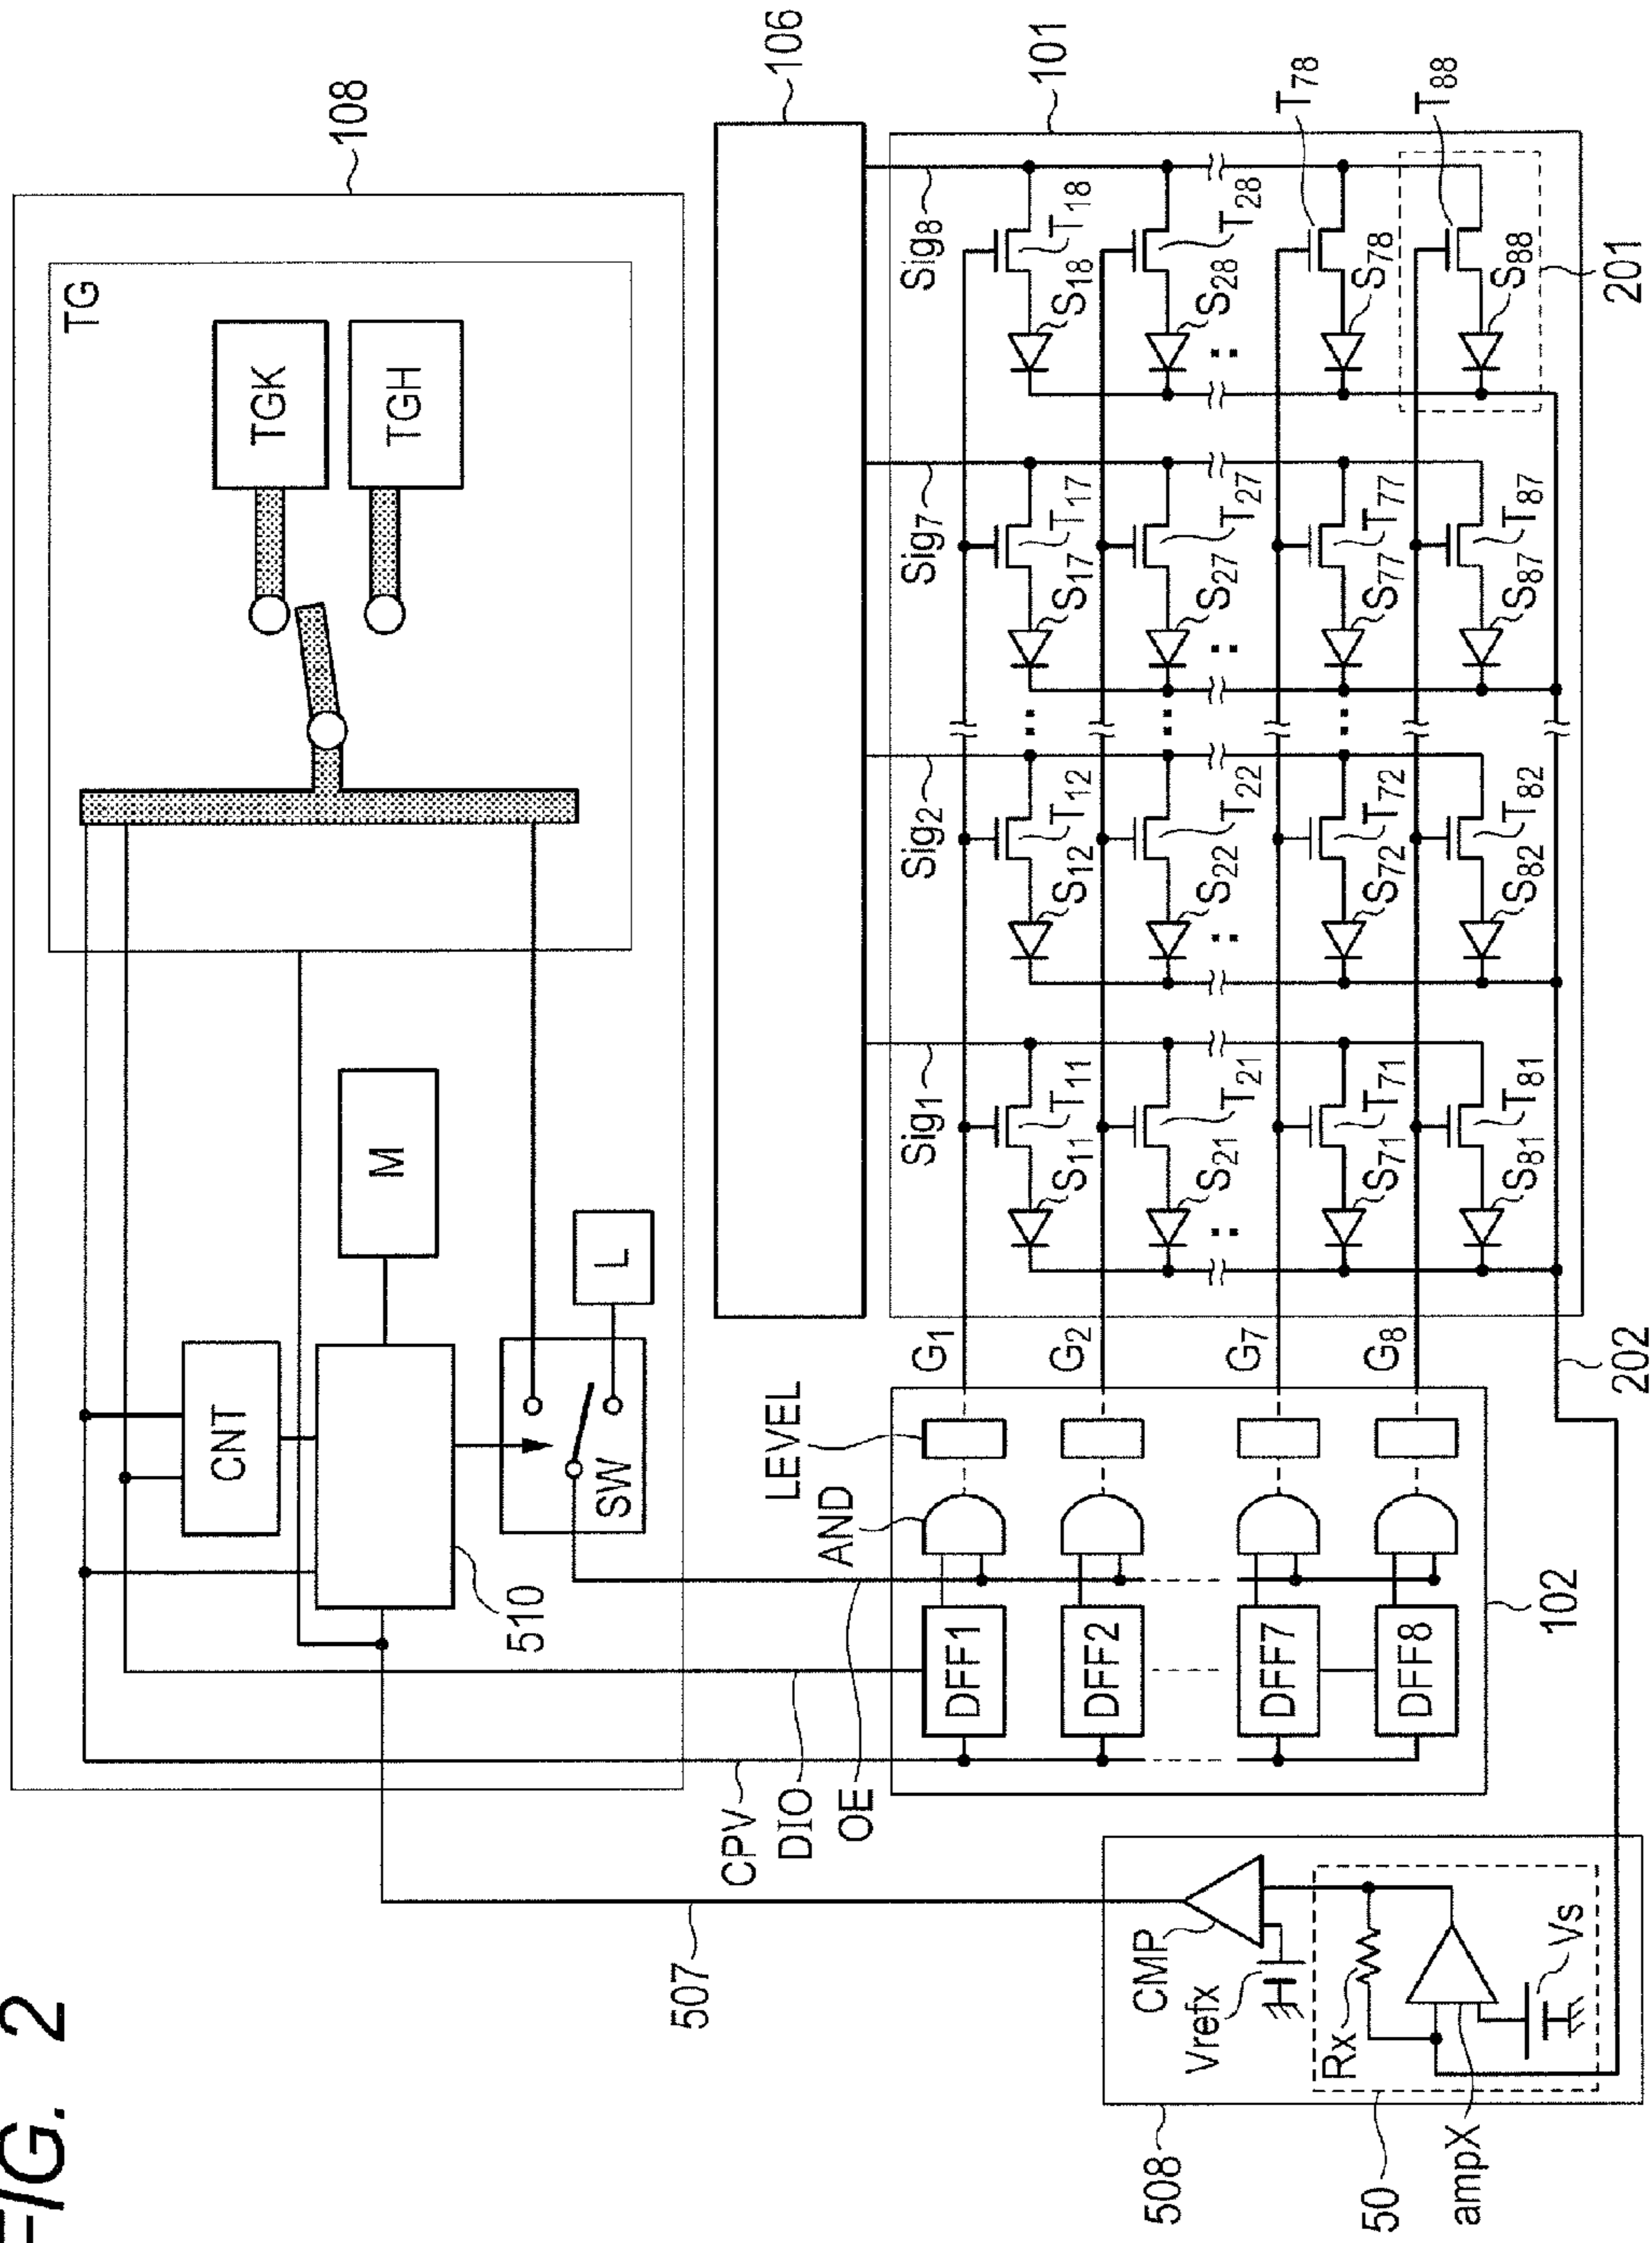 FIG. 2
108
TG
TGK
TGH
CNT
M
510
SW
L
106
CPV
DIO
OE
AND
LEVEL
101
G1
G2
G7
G8
Sig1
Sig2
Sig7
Sig8
DFF1
DFF2
DFF7
DFF8
102
S11
T11
S12
T12
S17
T17
S18
T18
S21
T21
S22
T22
S27
T27
S28
T28
S71
T71
S72
T72
S77
T77
S78
T78
S81
T81
S82
T82
S87
T87
S88
T88
201
202
507
508
CMP
Vrefx
Rx
50
ampX
Vs